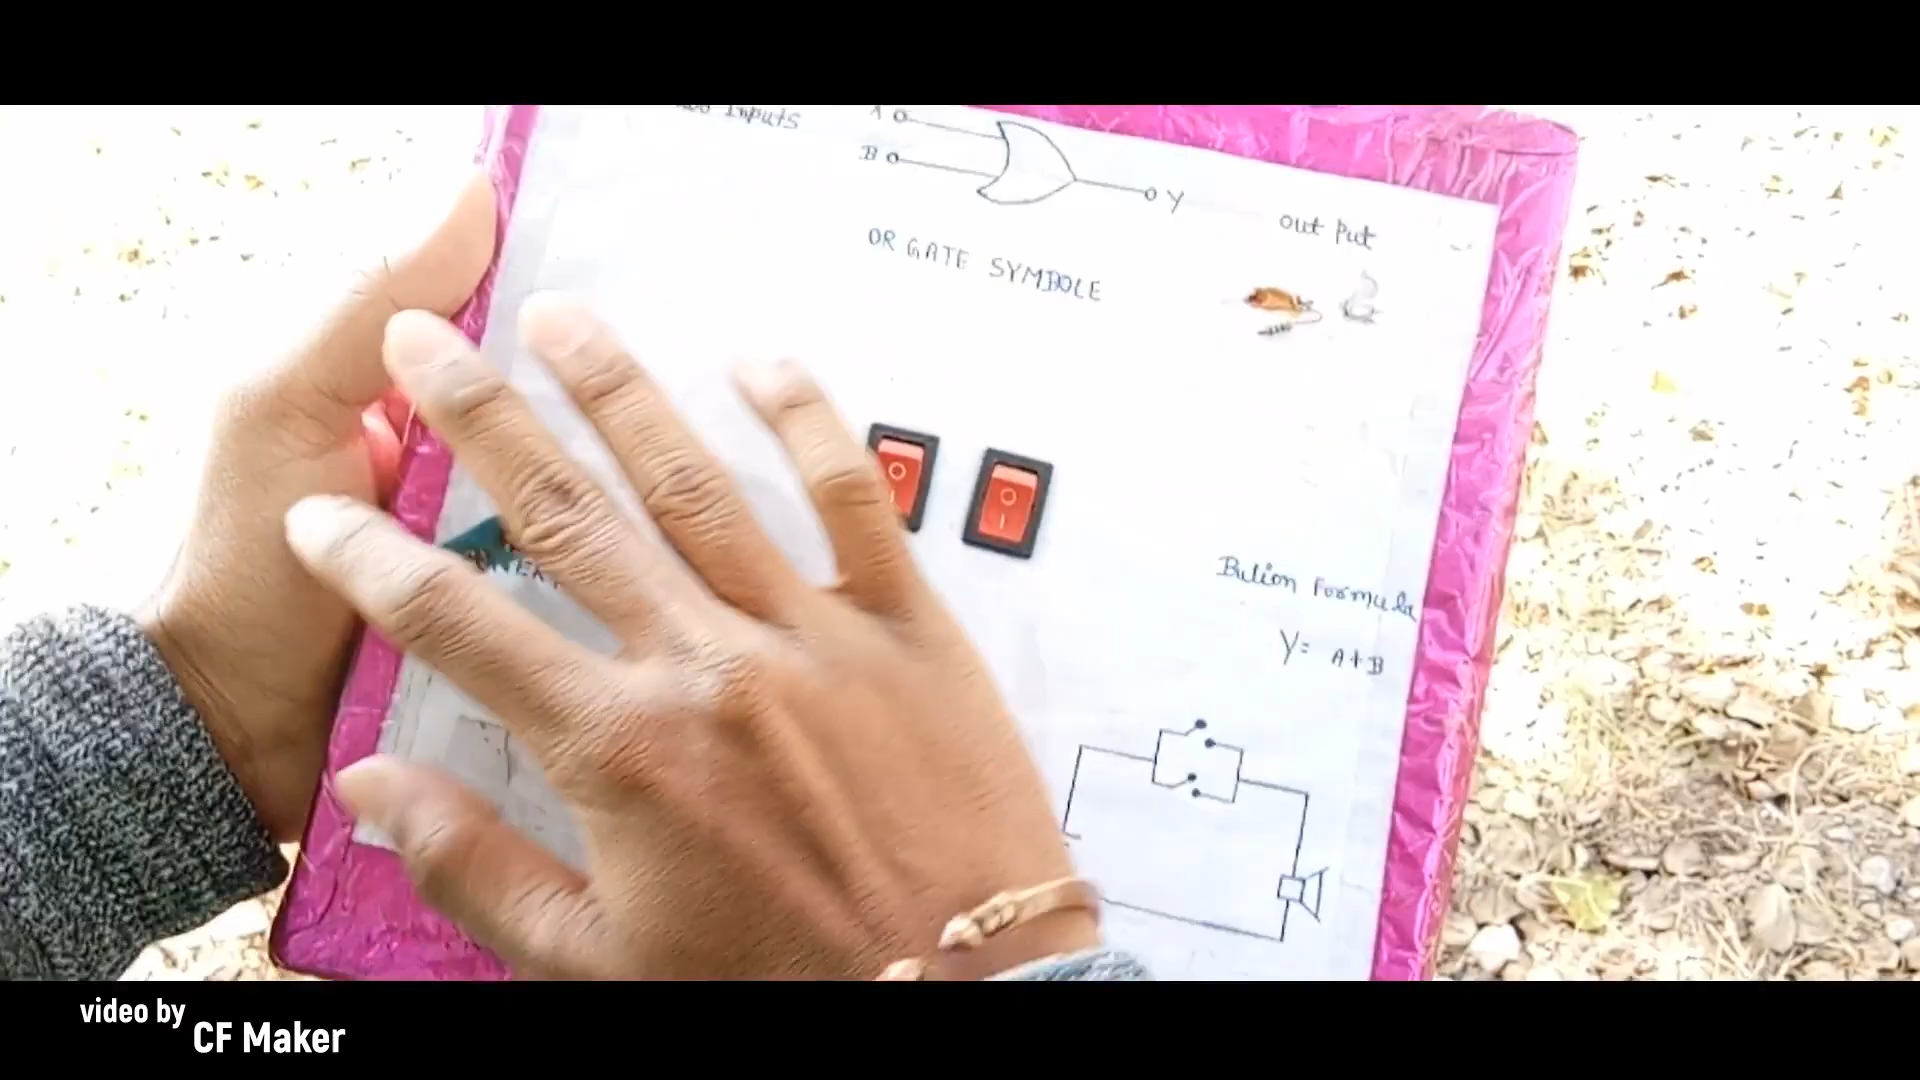 Inputs
A
B
Y
out Put
OR GATE SYMBOLE
Bulion Formula
Y= A+B
video by
CF Maker